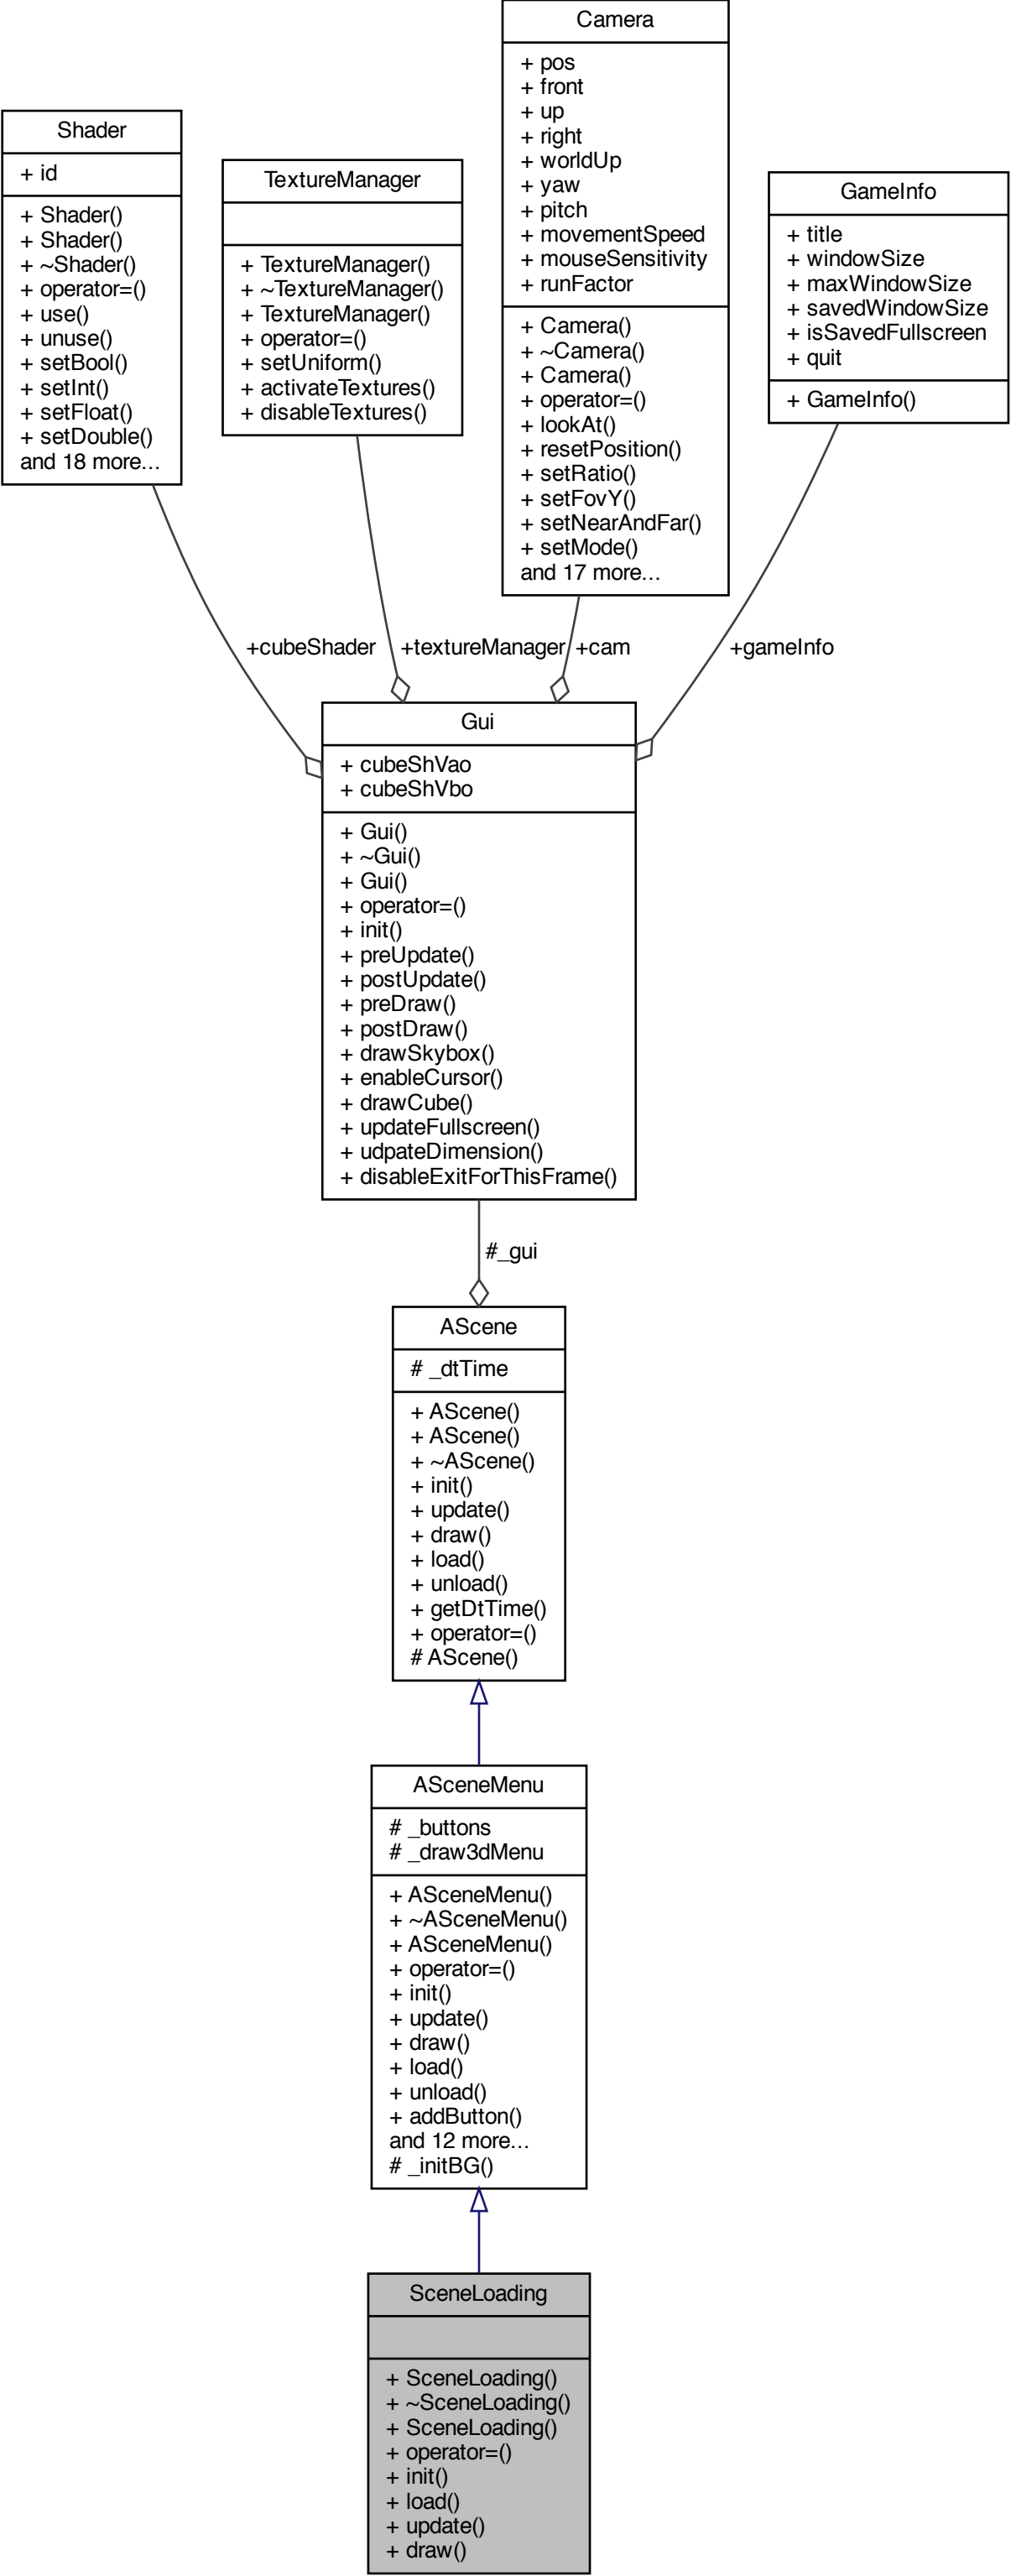 Camera
+ pos
+ front
+ up
+ right
+ worldUp
+ yaw
+ pitch
+ movementSpeed
+ mouseSensitivity
+ runFactor
+ Camera()
+ ~Camera()
+ Camera()
+ operator=()
+ lookAt()
+ resetPosition()
+ setRatio()
+ setFovY()
+ setNearAndFar()
+ setMode()
and 17 more...
Shader
+ id
+ Shader()
+ Shader()
+ ~Shader()
+ operator=()
+ use()
+ unuse()
+ setBool()
+ setInt()
+ setFloat()
+ setDouble()
and 18 more...
TextureManager
+ TextureManager()
+ ~TextureManager()
+ TextureManager()
+ operator=()
+ setUniform()
+ activateTextures()
+ disableTextures()
GameInfo
+ title
+ windowSize
+ maxWindowSize
+ savedWindowSize
+ isSavedFullscreen
+ quit
+ GameInfo()
+cubeShader
+textureManager
+cam
+gameInfo
Gui
+ cubeShVao
+ cubeShVbo
+ Gui()
+ ~Gui()
+ Gui()
+ operator=()
+ init()
+ preUpdate()
+ postUpdate()
+ preDraw()
+ postDraw()
+ drawSkybox()
+ enableCursor()
+ drawCube()
+ updateFullscreen()
+ udpateDimension()
+ disableExitForThisFrame()
#_gui
AScene
# _dtTime
+ AScene()
+ AScene()
+ ~AScene()
+ init()
+ update()
+ draw()
+ load()
+ unload()
+ getDtTime()
+ operator=()
# AScene()
ASceneMenu
# _buttons
# _draw3dMenu
+ ASceneMenu()
+ ~ASceneMenu()
+ ASceneMenu()
+ operator=()
+ init()
+ update()
+ draw()
+ load()
+ unload()
+ addButton()
and 12 more...
# _initBG()
SceneLoading
+ SceneLoading()
+ ~SceneLoading()
+ SceneLoading()
+ operator=()
+ init()
+ load()
+ update()
+ draw()